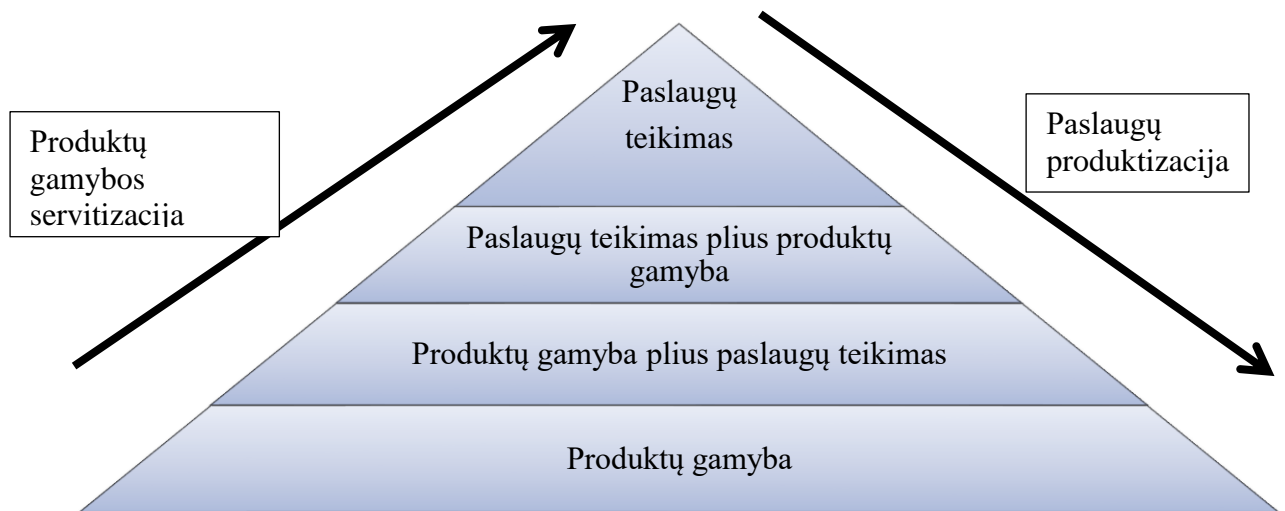 Produktų
gamybos
servitizacija
Paslaugų
teikimas
Paslaugų teikimas plius produktų
gamyba
Produktų gamyba plius paslaugų teikimas
Produktų gamyba
Paslaugų
produktizacija